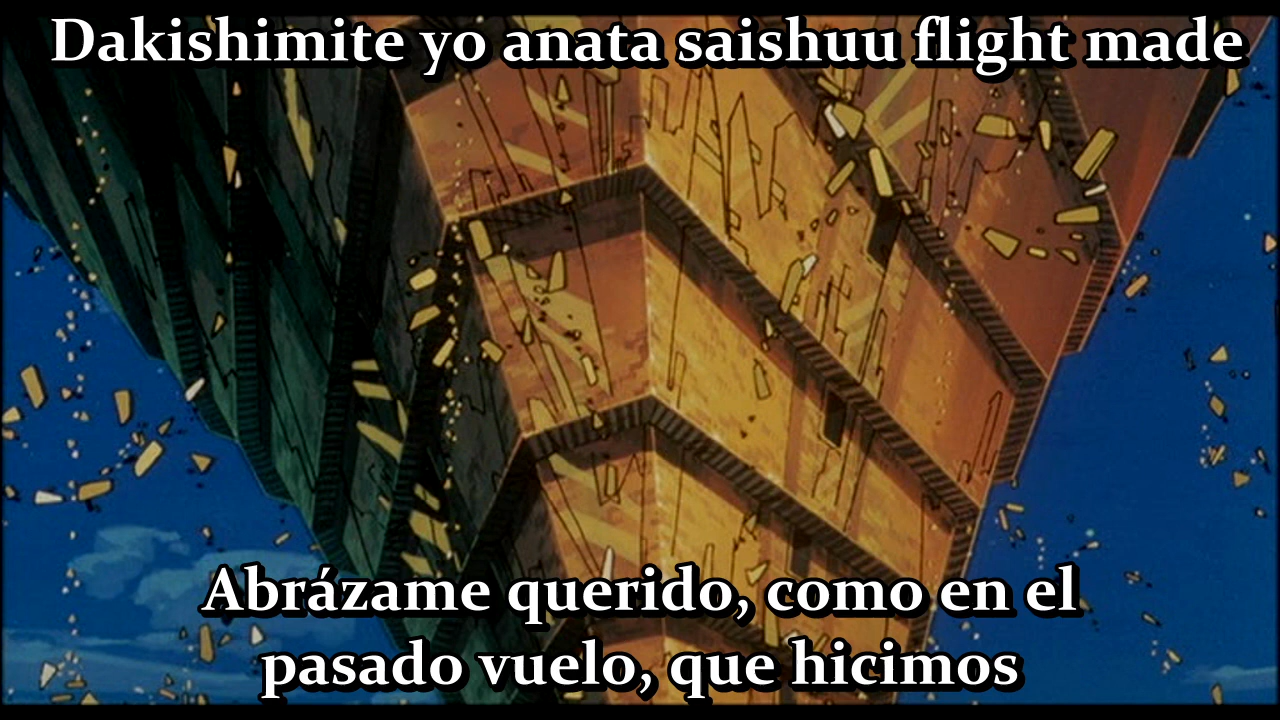 Dakishimite yo anata saishuu flight made
Abrázame querido, como en el
pasado vuelo, que hicimos